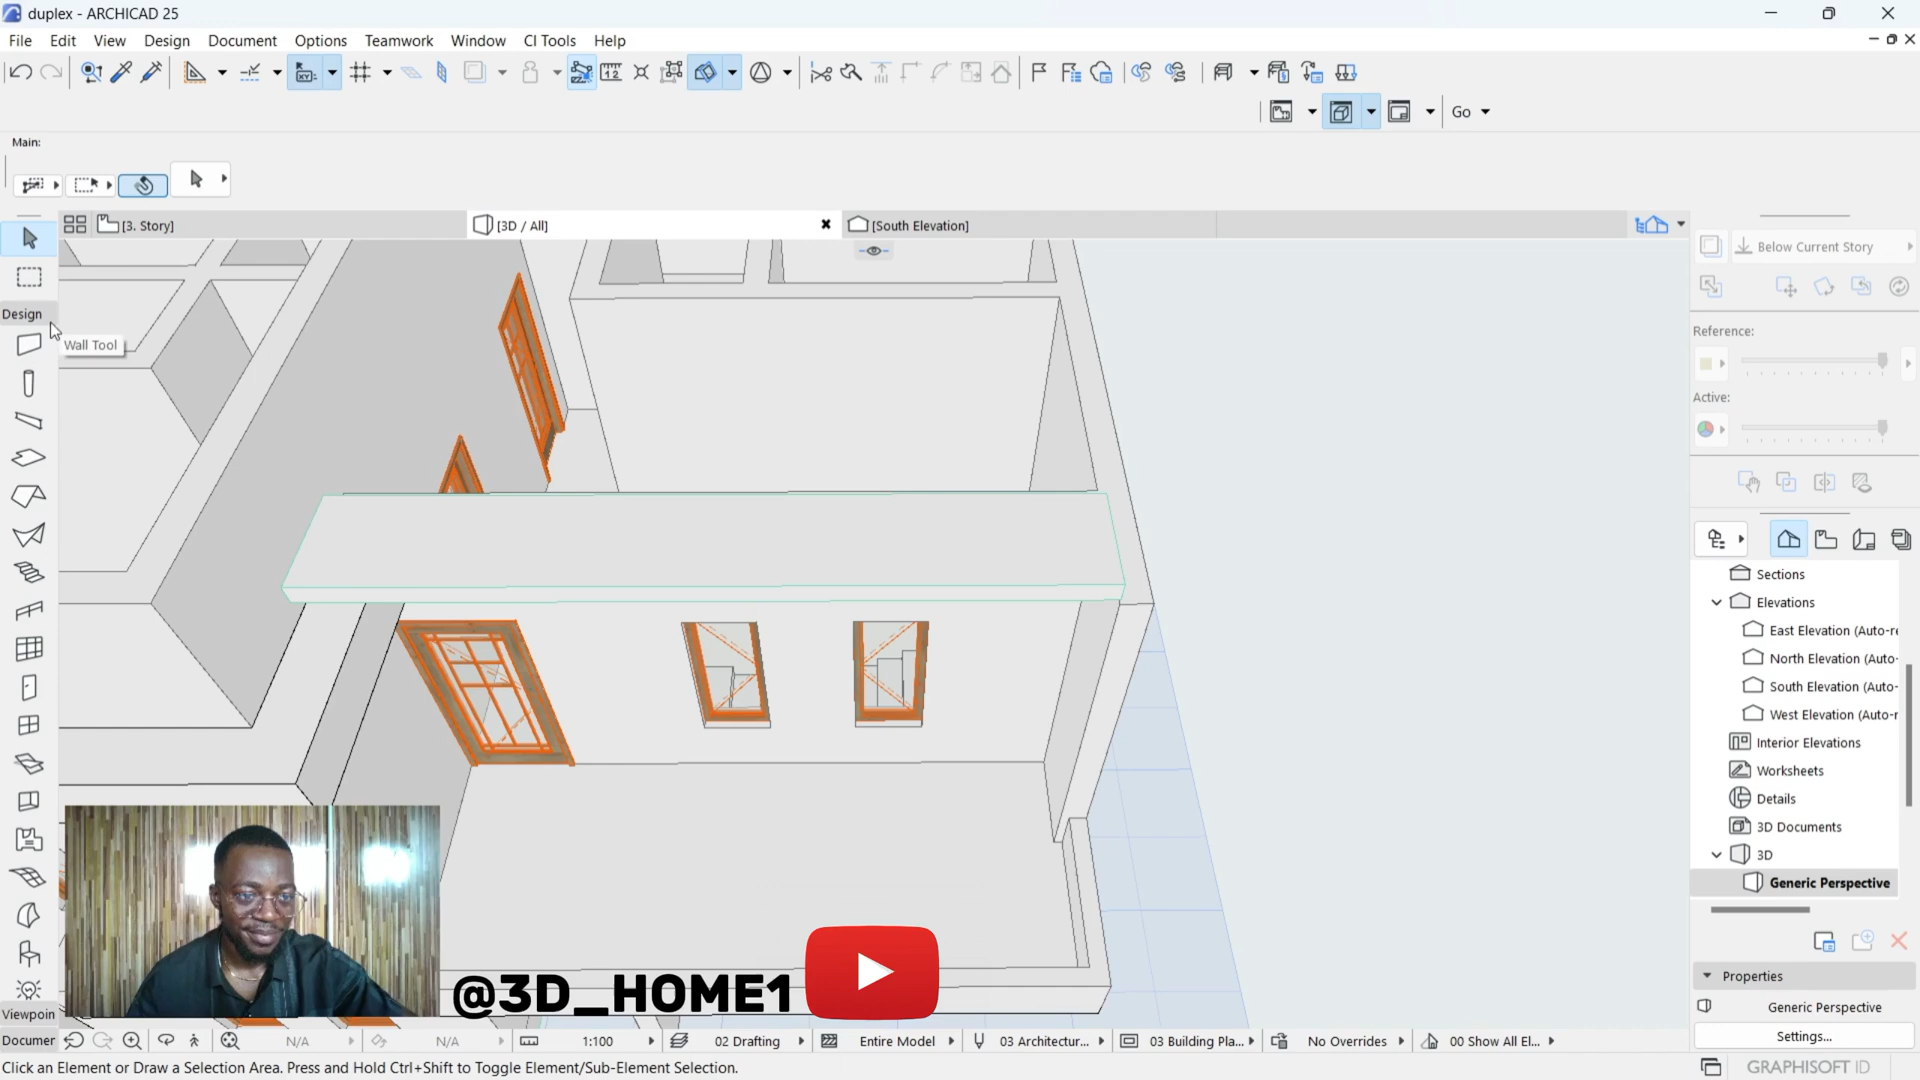 duplex - ARCHICAD 25
File Edit View Design Document Options Teamwork Window CI Tools Help
Go
Main:
[3. Story]
[3D / All]
[South Elevation]
Below Current Story
Design
Reference:
Wall Tool
Active:
Sections
Elevations
East Elevation (Auto-re
North Elevation (Auto-
South Elevation (Auto-
West Elevation (Auto-r
Interior Elevations
Worksheets
Details
3D Documents
3D
Generic Perspective
Properties
Generic Perspective
Settings...
@3D_HOME1
Viewpoin
Documer
N/A
N/A
1:100
02 Drafting
Entire Model
03 Architectur...
03 Building Pla...
No Overrides
00 Show All El...
Click an Element or Draw a Selection Area. Press and Hold Ctrl+Shift to Toggle Element/Sub-Element Selection.
GRAPHISOFT ID